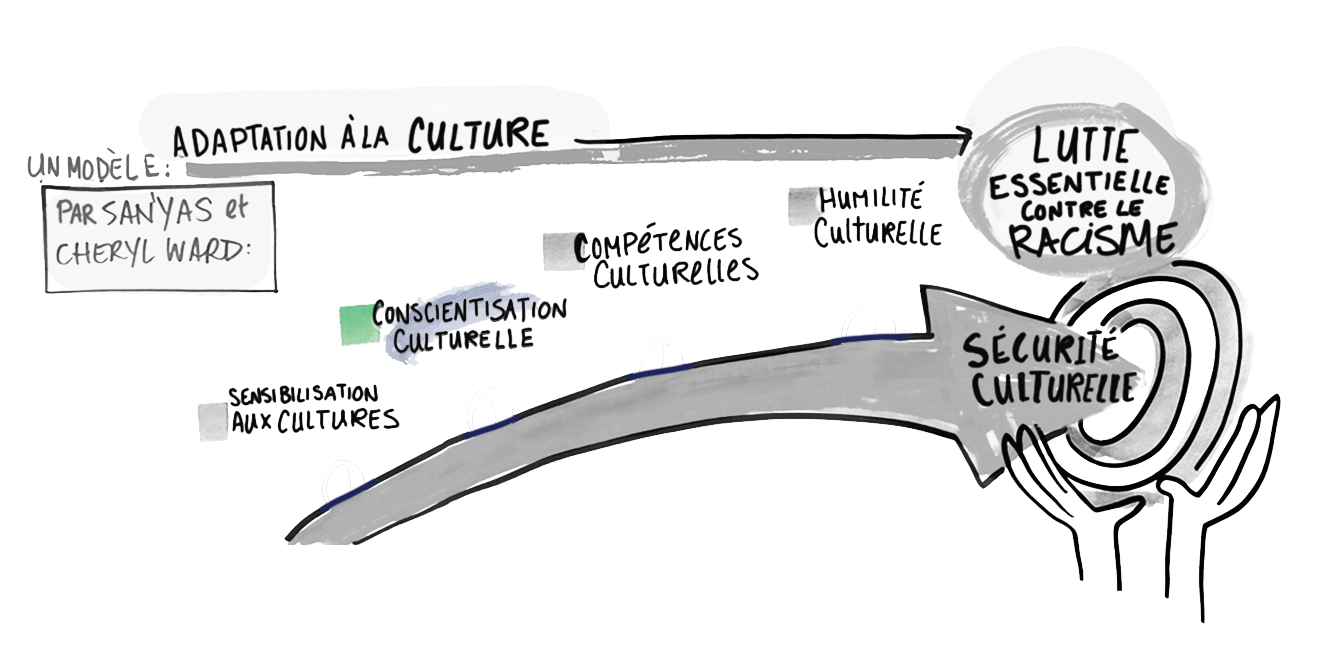 ADAPTATION À LA CULTURE
UN MODÈLE:
PAR SAN'YAS et
CHERYL WARD:
LUTTE
ESSENTIELLE
CONTRE LE
RACISME
HUMILITÉ
CULTURELLE
COMPÉTENCES
CULTURELLES
CONSCIENTISATION
CULTURELLE
SENSIBILISATION
AUX CULTURES
SÉCURITÉ
CULTURELLE